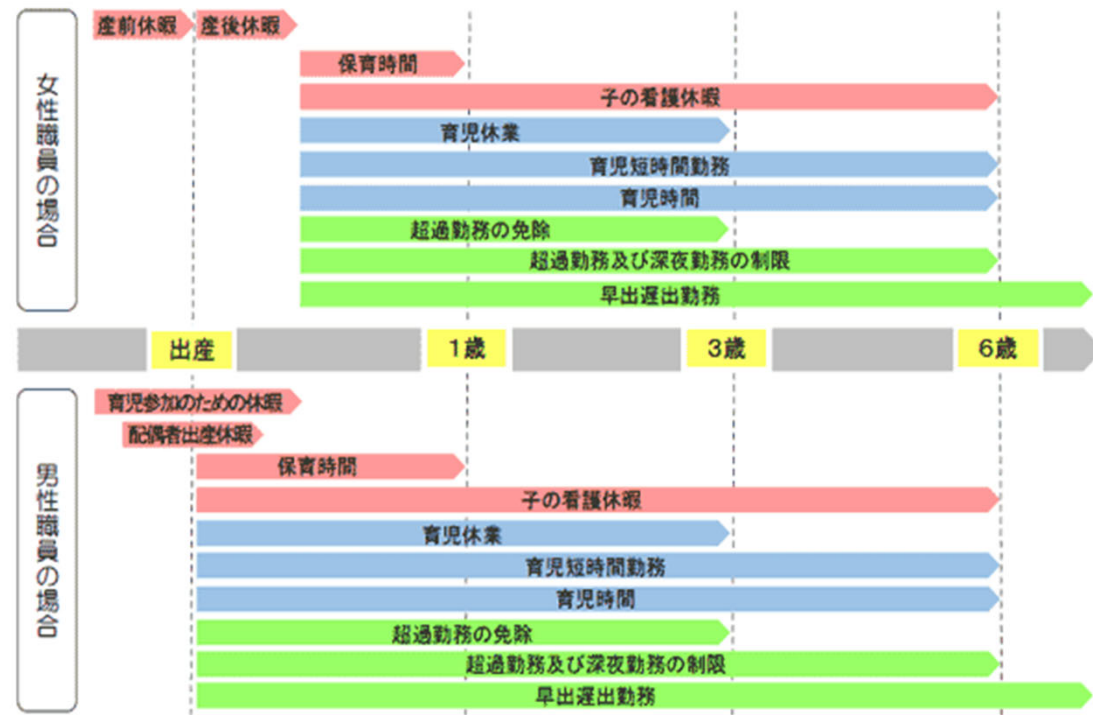 女性職員の場合
産前休暇 産後休暇
保育時間
子の看護休暇
育児休業
育児短時間勤務
育児時間
超過勤務の免除
超過勤務及び深夜勤務の制限
早出遅出勤務
出産 1歳 3歳 6歳
男性職員の場合
育児参加のための休暇
配偶者出産休暇
保育時間
子の看護休暇
育児休業
育児短時間勤務
育児時間
超過勤務の免除
超過勤務及び深夜勤務の制限
早出遅出勤務